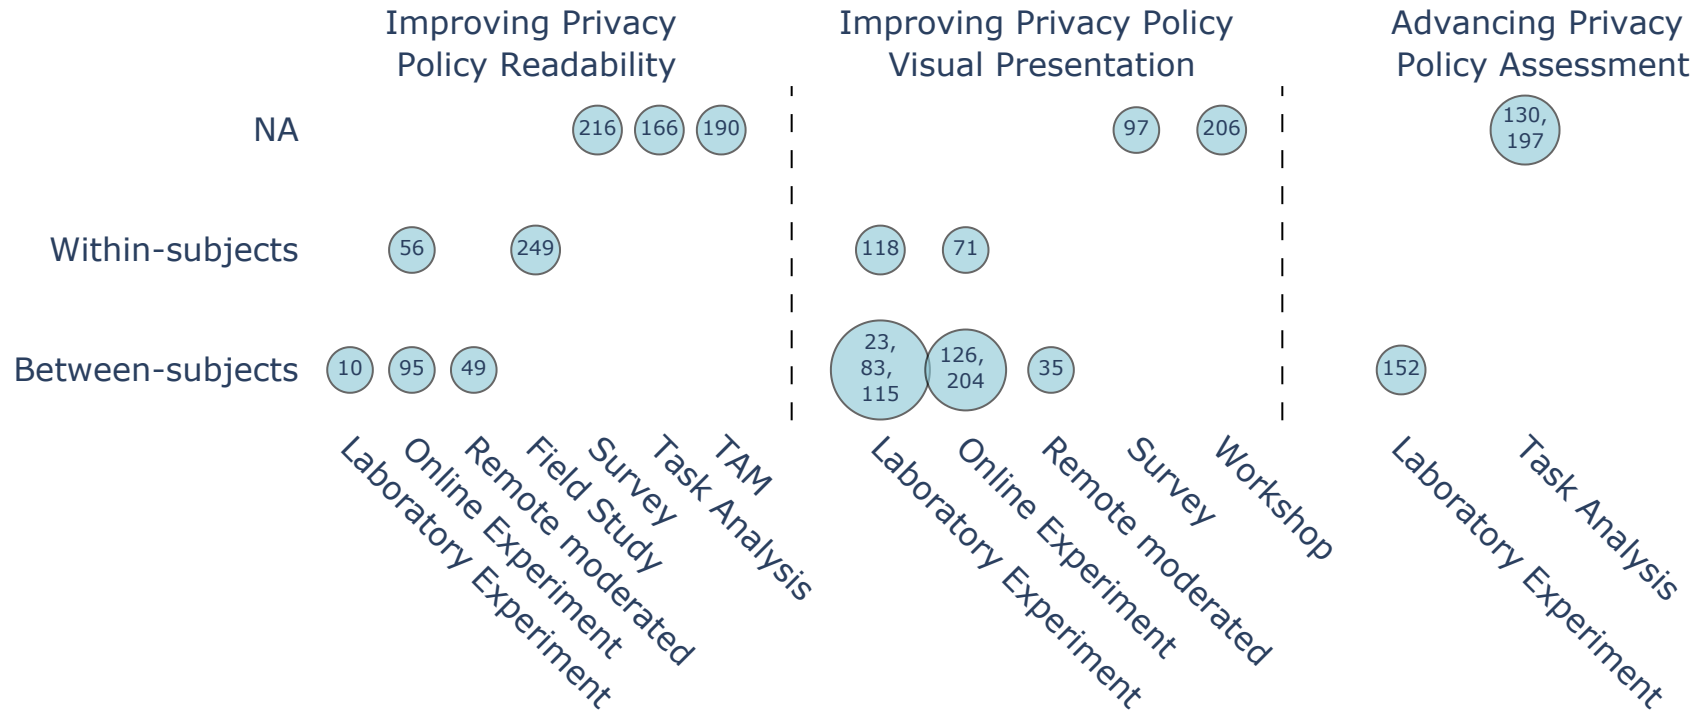 Improving Privacy
Policy Readability
Improving Privacy Policy
Visual Presentation
Advancing Privacy
Policy Assessment
NA
216
166
190
97
206
130,
197
Within-subjects
56
249
118
71
Between-subjects
10
95
49
23,
83,
115
126,
204
35
152
Laboratory Experiment
Online Experiment
Remote moderated
Field Study
Survey
Task Analysis
TAM
Laboratory Experiment
Online Experiment
Remote moderated
Survey
Workshop
Laboratory Experiment
Task Analysis